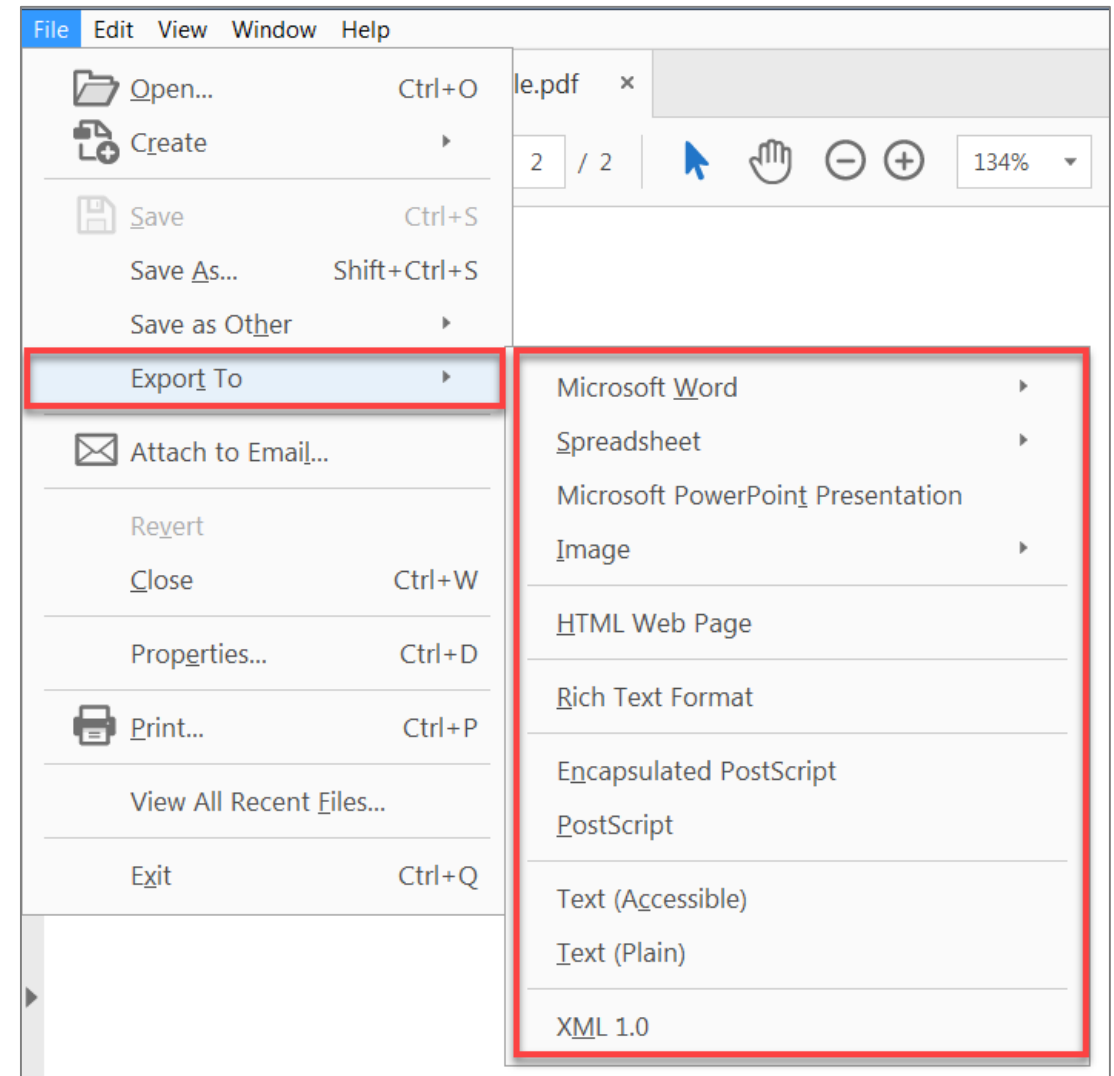 File Edit View Window Help
le.pdf ×
2 / 2 134%
Open... Ctrl+O
Create
Save Ctrl+S
Save As... Shift+Ctrl+S
Save as Other
Export To
Attach to Email...
Revert
Close Ctrl+W
Properties... Ctrl+D
Print... Ctrl+P
View All Recent Files...
Exit Ctrl+Q
Microsoft Word
Spreadsheet
Microsoft PowerPoint Presentation
Image
HTML Web Page
Rich Text Format
Encapsulated PostScript
PostScript
Text (Accessible)
Text (Plain)
XML 1.0